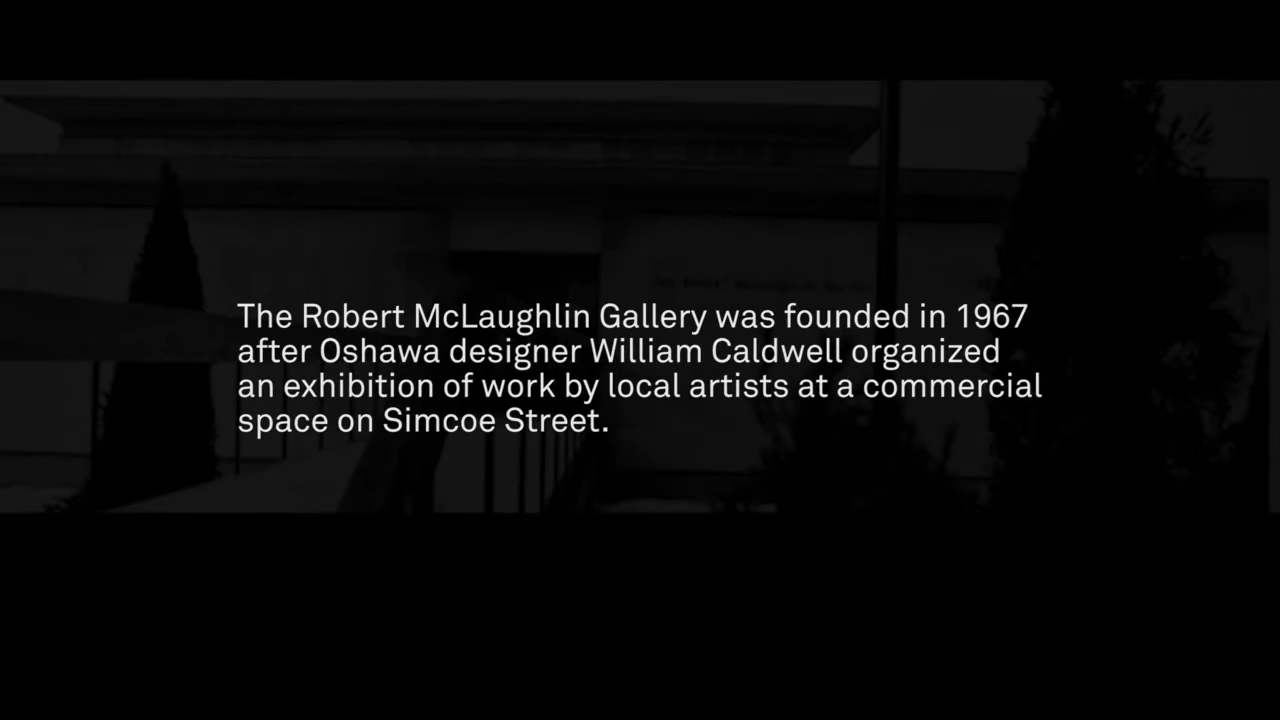 The Robert McLaughlin Gallery was founded in 1967
after Oshawa designer William Caldwell organized
an exhibition of work by local artists at a commercial
space on Simcoe Street.